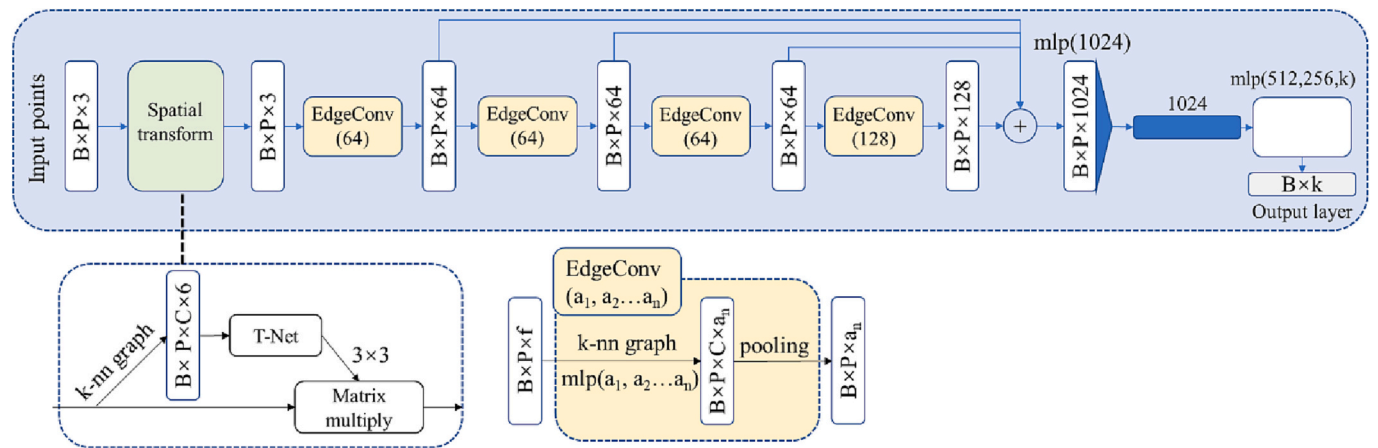 Input points
B×P×3
Spatial
transform
B×P×3
EdgeConv
(64)
B×P×64
EdgeConv
(64)
B×P×64
EdgeConv
(64)
B×P×64
EdgeConv
(128)
B×P×128
+
mlp(1024)
B×P×1024
1024
mlp(512,256,k)
B×k
Output layer
k-nn graph
B× P×C×6
T-Net
3×3
Matrix
multiply
B×P×f
EdgeConv
(a₁, a₂…aₙ)
k-nn graph
mlp(a₁, a₂…aₙ)
B×P×C×aₙ
pooling
B×P×aₙ